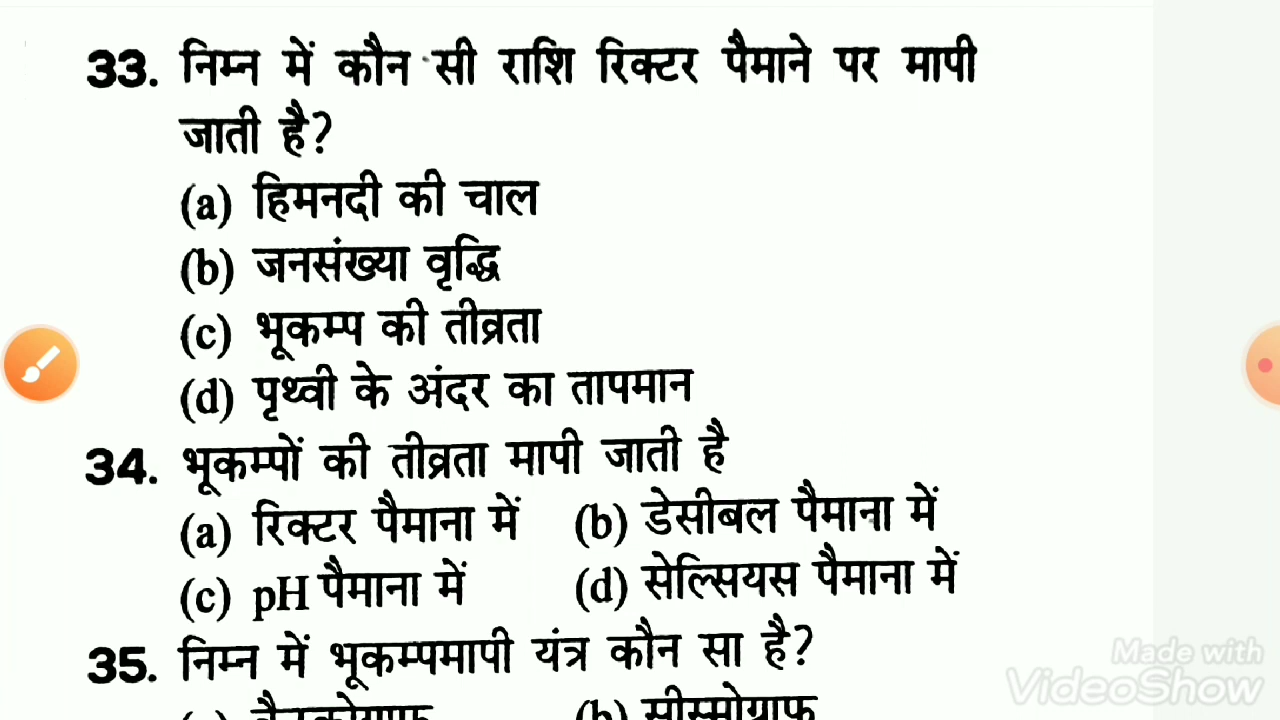 33. निम्न में कौन सी राशि रिक्टर पैमाने पर मापी
जाती है?
(a) हिमनदी की चाल
(b) जनसंख्या वृद्धि
(c) भूकम्प की तीव्रता
(d) पृथ्वी के अंदर का तापमान
34. भूकम्पों की तीव्रता मापी जाती है
(a) रिक्टर पैमाना में (b) डेसीबल पैमाना में
(c) pH पैमाना में (d) सेल्सियस पैमाना में
35. निम्न में भूकम्पमापी यंत्र कौन सा है?
(b) सीस्मोग्राफ
Made with
VideoShow